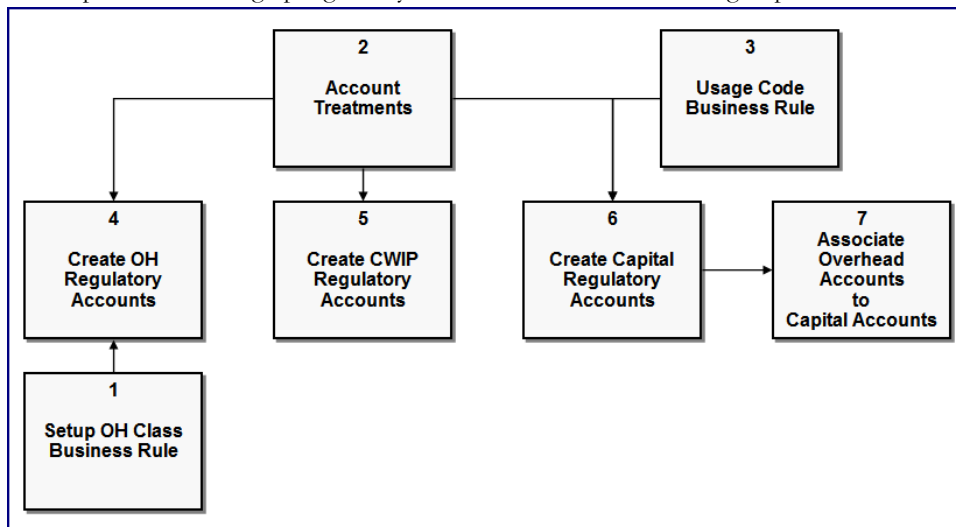 2
Account
Treatments
3
Usage Code
Business Rule
4
Create OH
Regulatory
Accounts
5
Create CWIP
Regulatory
Accounts
6
Create Capital
Regulatory
Accounts
7
Associate
Overhead
Accounts
to
Capital Accounts
1
Setup OH Class
Business Rule